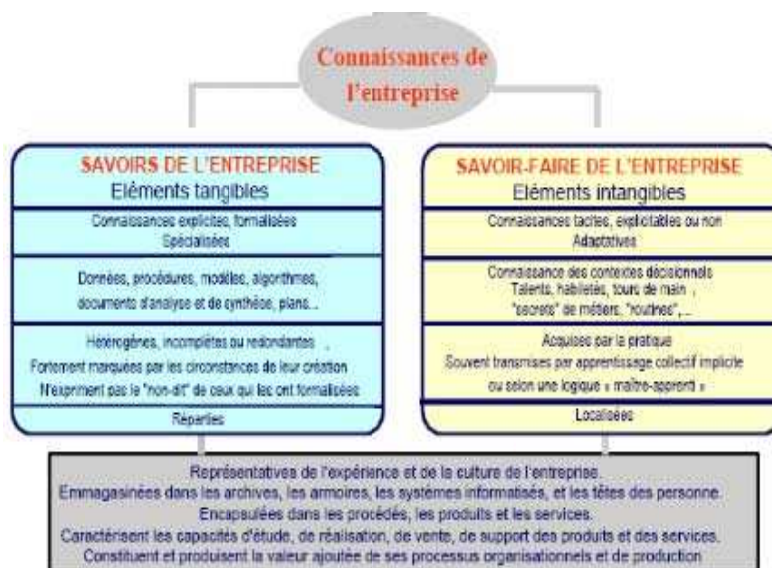 Connaissances de
l'entreprise
SAVOIRS DE L'ENTREPRISE
Eléments tangibles
Connaissances explicites, formalisées
Spécialisées
Données, procédures, modèles, algorithmes,
documents d'analyse et de synthèse, plans...
Hétérogènes, incomplètes ou redondantes .
Fortement marquées par les circonstances de leur création
N'expriment pas le "non-dit" de ceux qui les ont formalisées
Réparties
SAVOIR-FAIRE DE L'ENTREPRISE
Eléments intangibles
Connaissances tacites, explicitables ou non
Adaptatives
Connaissance des contextes décisionnels
Talents, habiletés, tours de main ,
"secrets" de métiers, "routines", ...
Acquises par la pratique
Souvent transmises par apprentissage collectif implicite
ou selon une logique « maître-apprenti »
Localisées
Représentatives de l'expérience et de la culture de l'entreprise.
Emmagasinées dans les archives, les armoires, les systèmes informatisés, et les têtes des personne.
Encapsulées dans les procédés, les produits et les services.
Caractérisent les capacités d'étude, de réalisation, de vente, de support des produits et des services.
Constituent et produisent la valeur ajoutée de ses processus organisationnels et de production